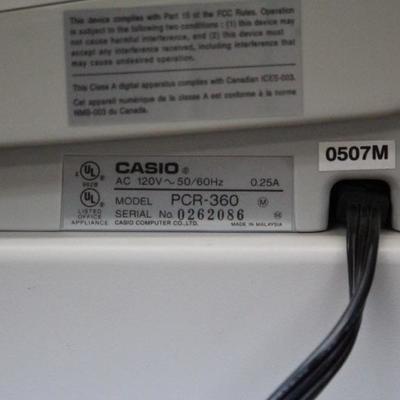 This device complies with Part 15 of the FCC Rules. Operation
is subject to the following two conditions : (1) this device may
not cause harmful interference, and (2) this device must
accept any interference received, including interference that
may cause undesired operation.
This Class A digital apparatus complies with Canadian ICES-003.
Cet appareil numérique de la classe A est conforme à la norme
NMB-003 du Canada.
0507M
UL
982B
UL
LISTED
OFFICE
APPLIANCE
CASIO®
AC 120V~50/60Hz 0.25A
MODEL PCR-360 M
SERIAL No. 0262086
CASIO COMPUTER CO.,LTD. MADE IN MALAYSIA